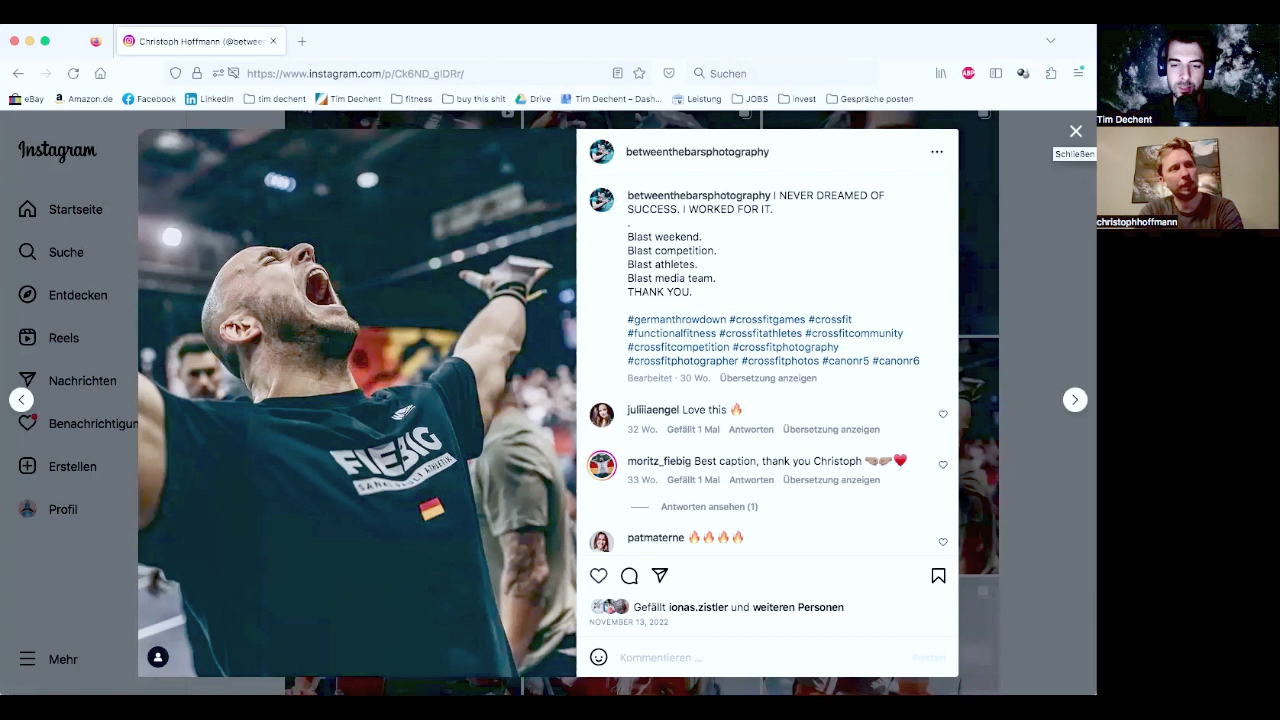 Christoph Hoffmann (@betwee
https://www.instagram.com/p/Ck6ND_gIDRr/
Suchen
eBay
Amazon.de
Facebook
LinkedIn
tim dechent
Tim Dechent
fitness
buy this shit
Drive
Tim Dechent – Dash...
Leistung
JOBS
Invest
Gespräche posten
Instagram
Startseite
Suche
Entdecken
Reels
Nachrichten
Benachrichtigun
Erstellen
Profil
Mehr
FIEBIG
betweenthebarsphotography
betweenthebarsphotography I NEVER DREAMED OF
SUCCESS. I WORKED FOR IT.
.
Blast weekend.
Blast competition.
Blast athletes.
Blast media team.
THANK YOU.
#germanthrowdown #crossfitgames #crossfit
#functionalfitness #crossfitathletes #crossfitcommunity
#crossfitcompetition #crossfitphotography
#crossfitphotographer #crossfitphotos #canonr5 #canonr6
Bearbeitet · 30 Wo. Übersetzung anzeigen
juliiiaengel Love this 🔥
32 Wo. Gefällt 1 Mal Antworten Übersetzung anzeigen
moritz_fiebig Best caption, thank you Christoph 🤜🏼🤛🏼❤️
33 Wo. Gefällt 1 Mal Antworten Übersetzung anzeigen
Antworten ansehen (1)
patmaterne 🔥🔥🔥🔥
Gefällt jonas.zistler und weiteren Personen
NOVEMBER 13, 2022
Kommentieren ...
Posten
Schließen
Tim Dechent
christophhoffmann